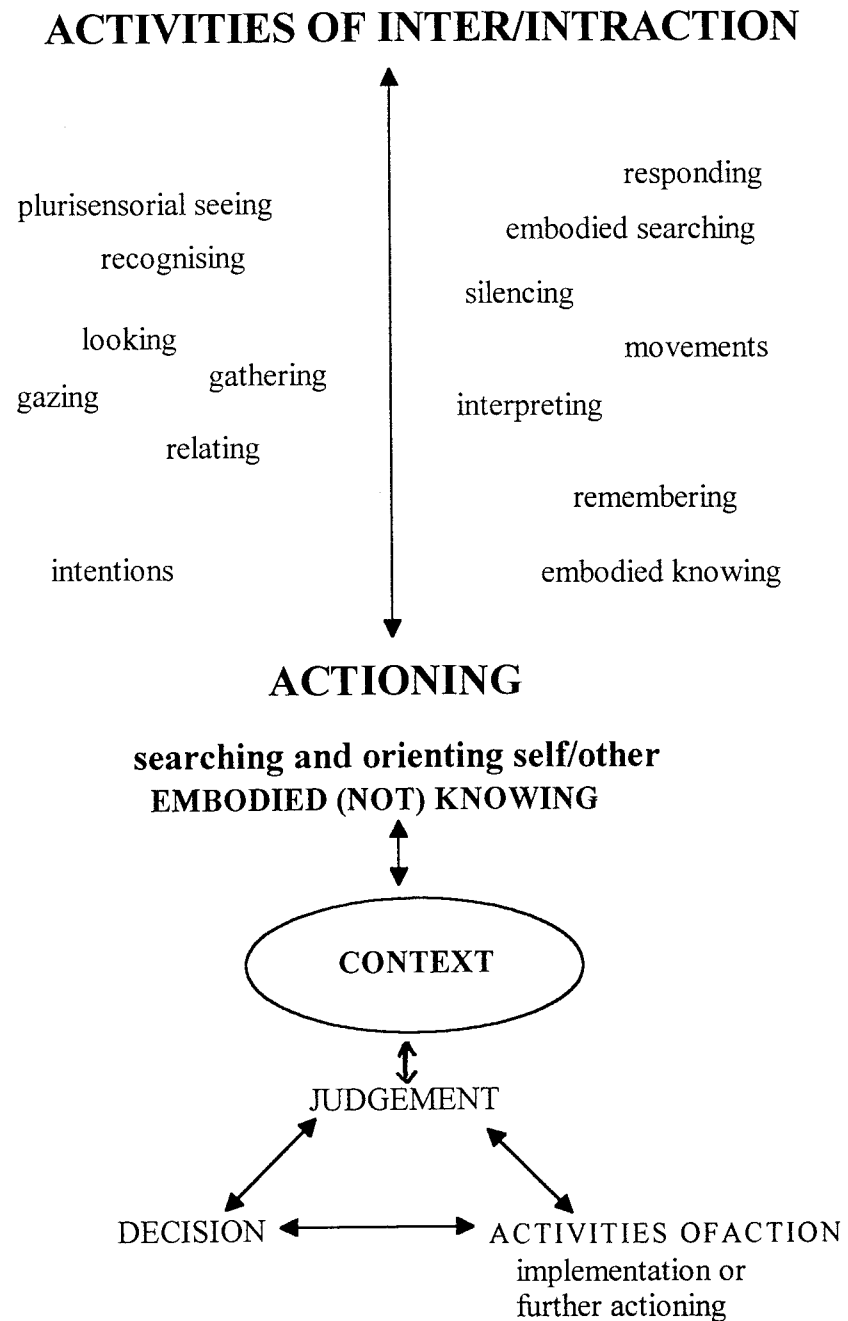 ACTIVITIES OF INTER/INTRACTION
responding
plurisensorial seeing
embodied searching
recognising
silencing
looking
movements
gathering
gazing
interpreting
relating
remembering
intentions
embodied knowing
ACTIONING
searching and orienting self/other
EMBODIED (NOT) KNOWING
CONTEXT
JUDGEMENT
DECISION
ACTIVITIES OFACTION
implementation or
further actioning